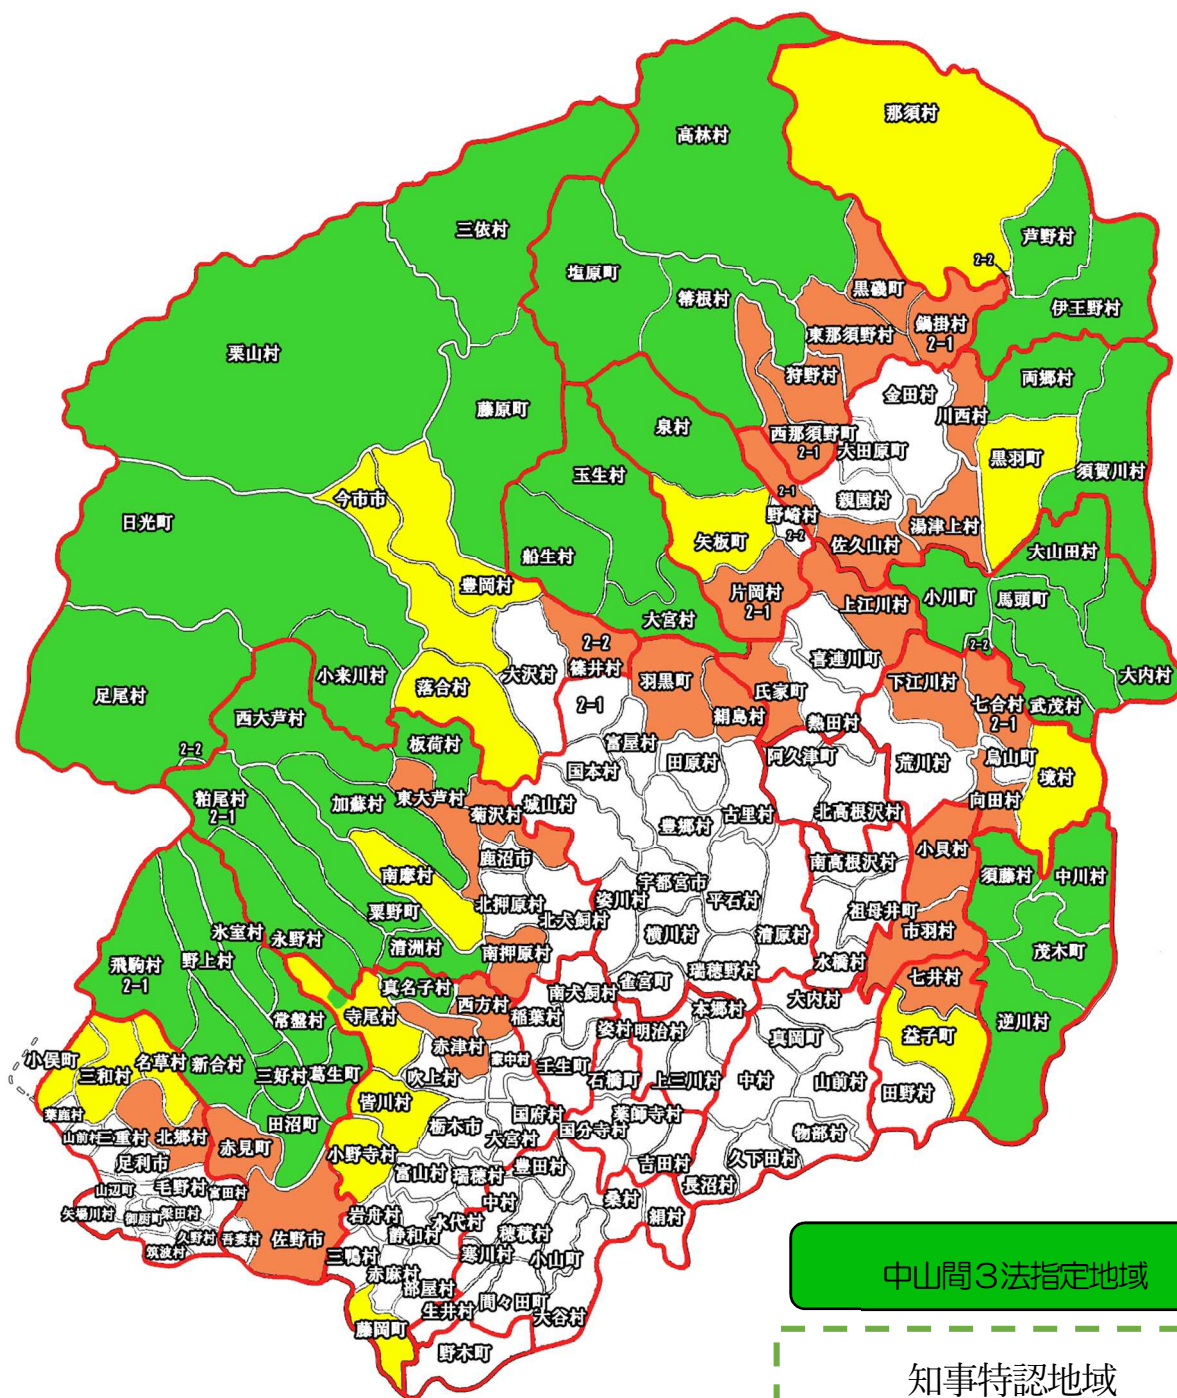 那須村
高林村
芦野村
三依村
塩原町
2-2
黒磯町
箒根村
伊王野村
鍋掛村
2-1
東那須野村
栗山村
両郷村
狩野村
金田村
川西村
藤原町
泉村
西那須野町
2-1
大田原町
黒羽町
須賀川村
玉生村
今市市
2-1
親園村
野崎村
2-2
日光町
湯津上村
矢板町
佐久山村
大山田村
船生村
豊岡村
片岡村
2-1
上江川村
小川町
馬頭町
大宮村
2-2
篠井村
2-2
喜連川町
小来川村
大沢村
羽黒町
氏家町
下江川村
大内村
足尾村
落合村
2-1
絹島村
七合村
2-1
武茂村
西大芦村
熱田村
板荷村
富屋村
烏山町
2-2
国本村
田原村
阿久津町
荒川村
境村
粕尾村
2-1
加蘇村
東大芦村
菊沢村
城山村
古里村
北高根沢村
向田村
豊郷村
鹿沼市
南高根沢村
小貝村
須藤村
中川村
南摩村
宇都宮市
北押原村
姿川村
平石村
粟野町
祖母井町
北犬飼村
横川村
清原村
市羽村
氷室村
永野村
清洲村
南押原村
水橋村
茂木町
飛駒村
2-1
野上村
瑞穂野村
七井村
雀宮町
真名子村
南犬飼村
大内村
西方村
稲葉村
本郷村
寺尾村
逆川村
常盤村
姿村
明治村
真岡町
益子町
赤津村
家中村
小俣町
名草村
新合村
三好村
葛生町
壬生町
三和村
吹上村
石橋町
上三川村
中村
山前村
田野村
皆川村
葉鹿町
国府村
薬師寺村
田沼町
栃木市
国分寺村
物部村
山前村
三重村
北郷村
赤見町
小野寺村
大宮村
足利市
古田村
久下田村
豊田村
富山村
瑞穂村
長沼村
山辺町
毛野村
富田村
中村
桑村
絹村
矢場川村
御厨町
梁田村
岩舟村
水代村
久野村
吾妻村
佐野市
静和村
穂積村
筑波村
三鴨村
寒川村
小山町
赤麻村
部屋村
中山間3法指定地域
生井村
間々田町
大谷村
藤岡町
野木町
知事特認地域